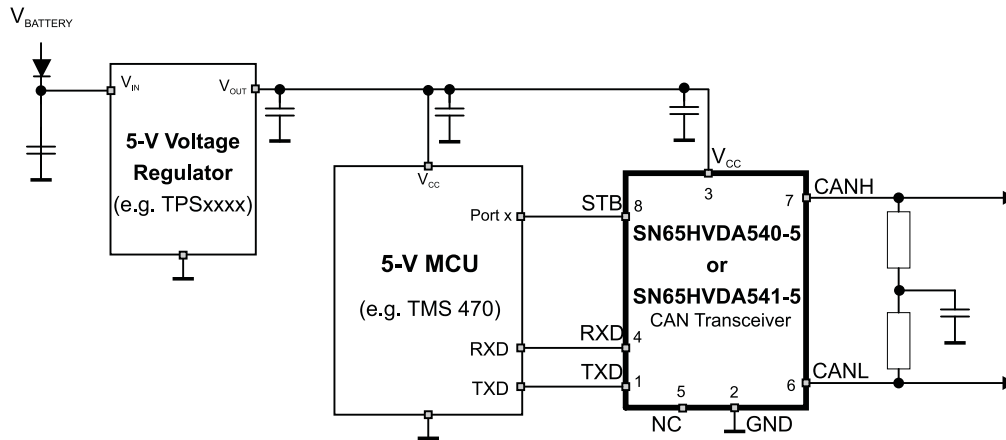 VBATTERY
VIN
VOUT
5-V Voltage
Regulator
(e.g. TPSxxxx)
VCC
Port x
5-V MCU
(e.g. TMS 470)
RXD
TXD
STB
RXD
TXD
VCC
3
8
7
CANH
SN65HVDA540-5
or
SN65HVDA541-5
CAN Transceiver
4
1
5
2
6
CANL
NC
GND